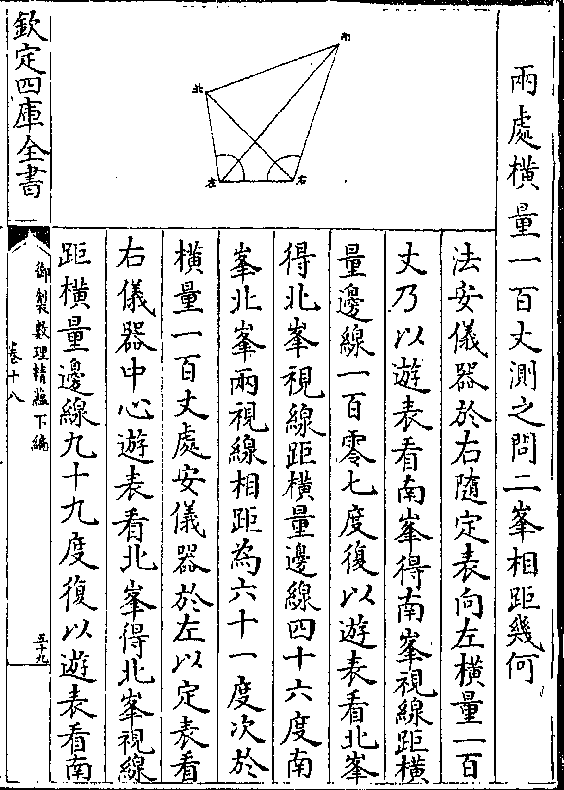 兩處橫量一百丈測之問二峯相距幾何
南
北
左
右
法安儀器於右隨定表向左橫量一百
丈乃以遊表看南峯得南峯視線距橫
量邊線一百零七度復以遊表看北峯
得北峯視線距橫量邊線四十六度南
峯北峯兩視線相距為六十一度次於
橫量一百丈處安儀器於左以定表看
右儀器中心遊表看北峯得北峯視線
距橫量邊線九十九度復以遊表看南
欽定四庫全書
御製數理精藴下編
卷十八
五十九